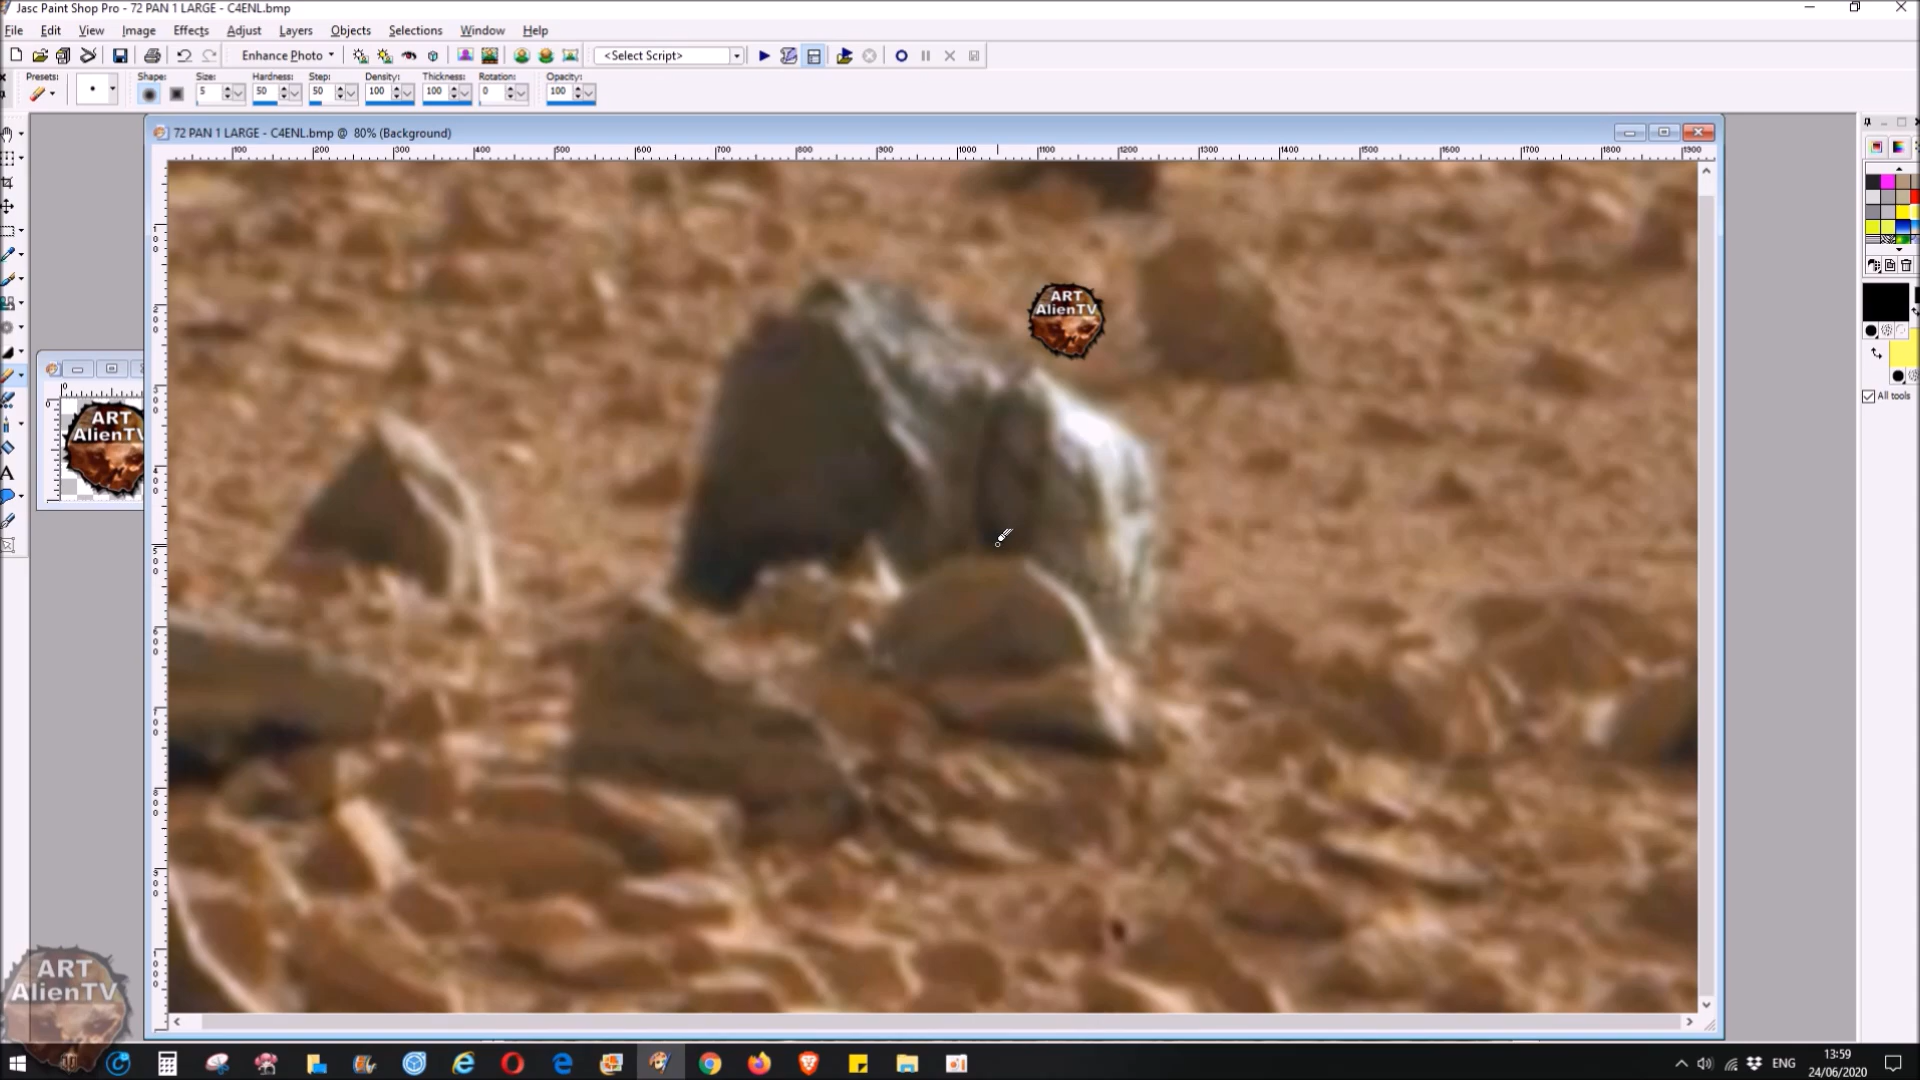 Jasc Paint Shop Pro - 72 PAN 1 LARGE - C4ENL.bmp
File Edit View Image Effects Adjust Layers Objects Selections Window Help
Enhance Photo <Select Script>
Presets: Shape: Size: Hardness: Step: Density: Thickness: Rotation: Opacity:
5 50 50 100 100 0 100
72 PAN 1 LARGE - C4ENL.bmp @ 80% (Background)
100 200 300 400 500 600 700 800 900 1000 1100 1200 1300 1400 1500 1600 1700 1800 1900
ART
AlienTV
All tools
0
0
ART
AlienTV
A
ART
AlienTV
ENG
13:59
24/06/2020